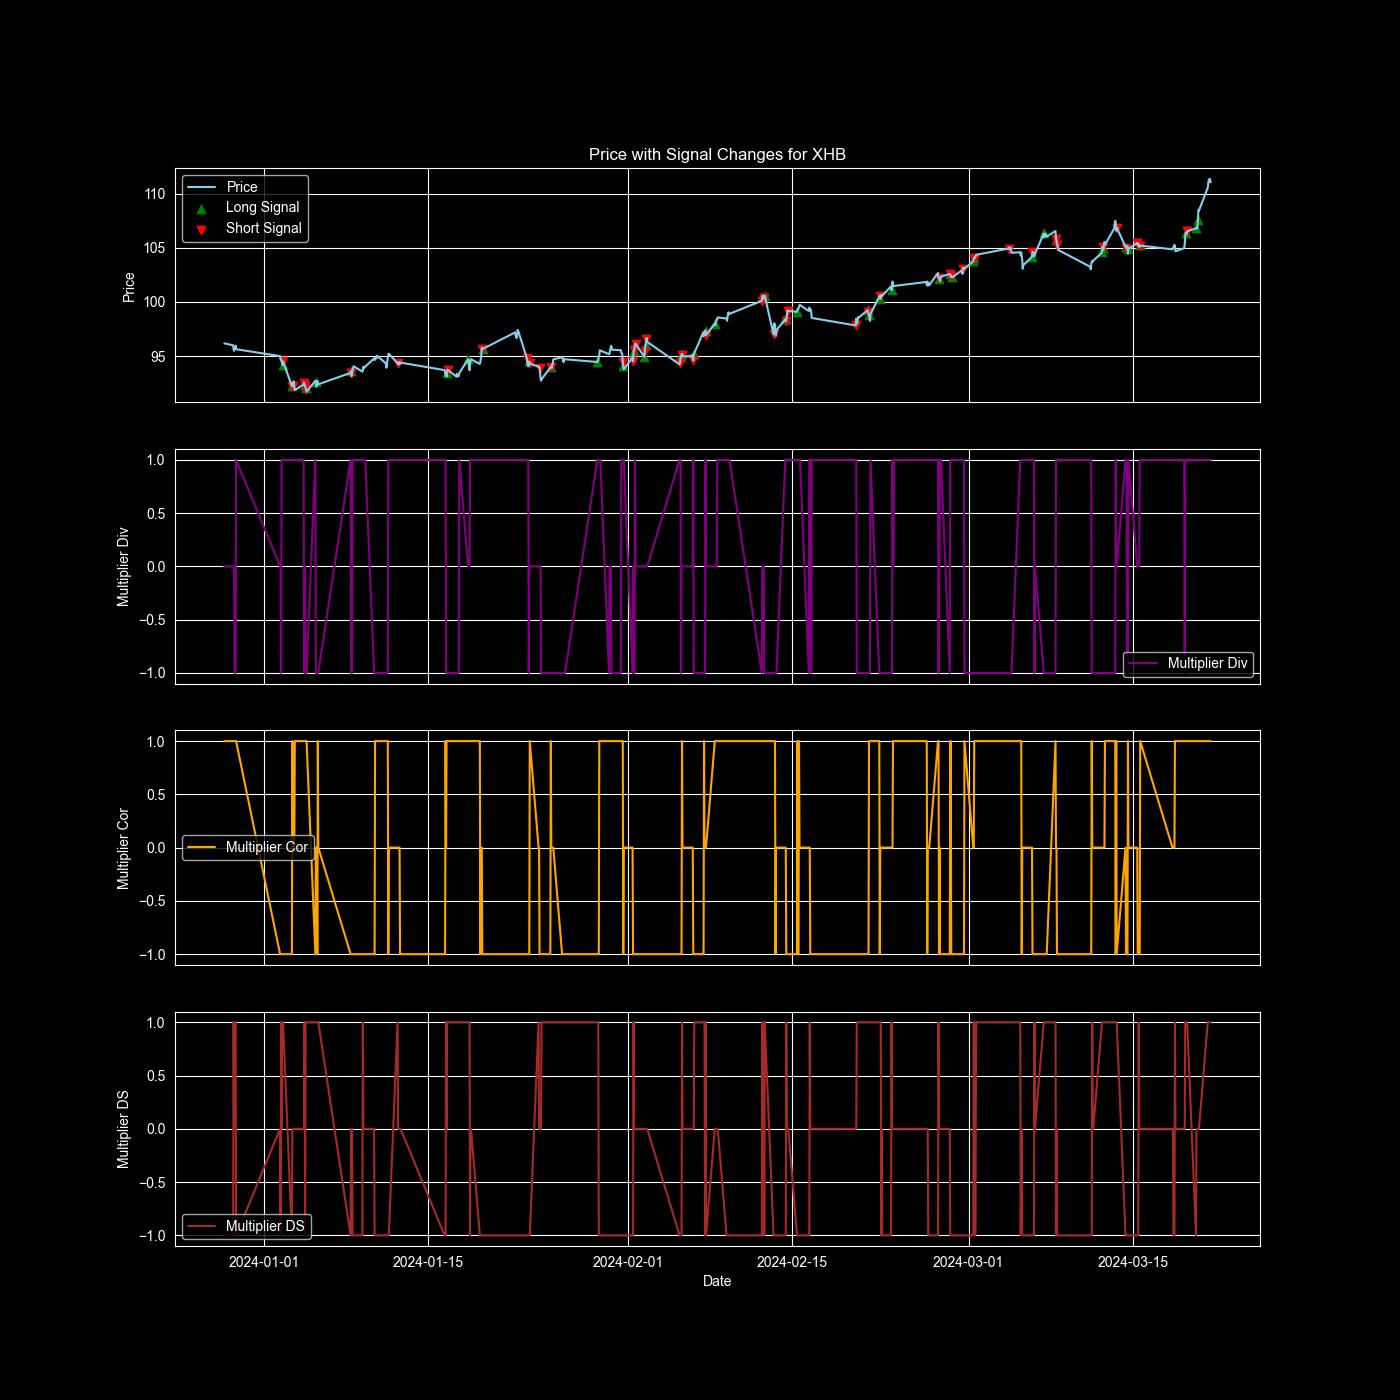 Price with Signal Changes for XHB
Price
Long Signal
Short Signal
110
105
100
95
Price
1.0
0.5
0.0
−0.5
−1.0
Multiplier Div
Multiplier Div
1.0
0.5
0.0
−0.5
−1.0
Multiplier Cor
Multiplier Cor
1.0
0.5
0.0
−0.5
−1.0
Multiplier DS
Multiplier DS
2024-01-01 2024-01-15 2024-02-01 2024-02-15 2024-03-01 2024-03-15
Date